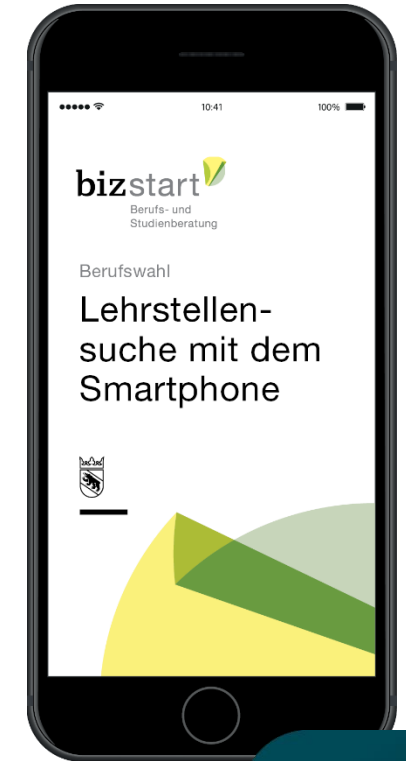 10:41
100%
bizstart
Berufs- und
Studienberatung
Berufswahl
Lehrstellen-
suche mit dem
Smartphone